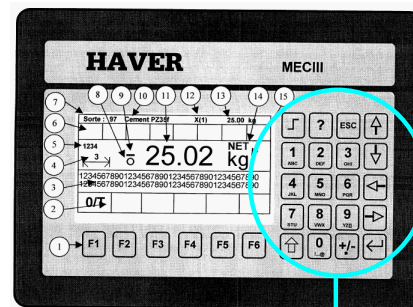 HAVER
MECIII
8 9 10 11 12 13 14 15
7
Sorte : 97 Cement PZ35f X(1) 25.00 kg
6
5
1234
4
3
25.02 NET kg
3
1234567890123456789012345678901234567890
1234567890123456789012345678901234567890
2
0/T
1
F1 F2 F3 F4 F5 F6
? ESC
1 ABC 2 DEF 3 GHI
4 JKL 5 MNO 6 PQR
7 STU 8 VWX 9 YZ
0 +/-